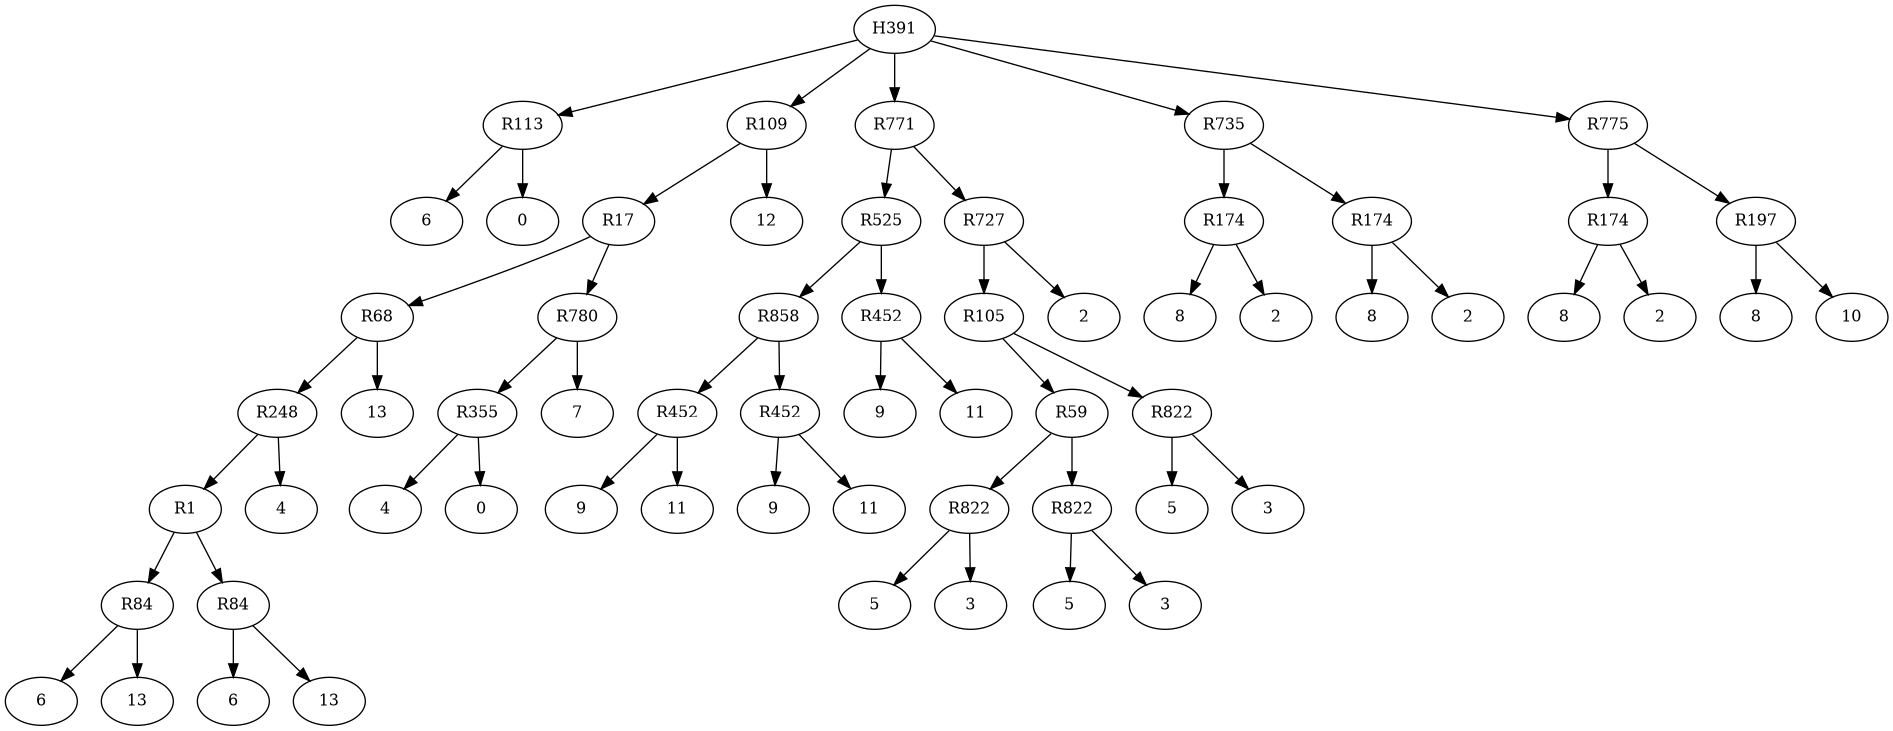 H391
R113 R109 R771 R735 R775
6 0 R17 12 R525 R727 R174 R174 R174 R197
R68 R780 R858 R452 R105 2 8 2 8 2 8 2 8 10
R248 13 R355 7 R452 R452 9 11 R59 R822
R1 4 4 0 9 11 9 11 R822 R822 5 3
R84 R84 5 3 5 3
6 13 6 13